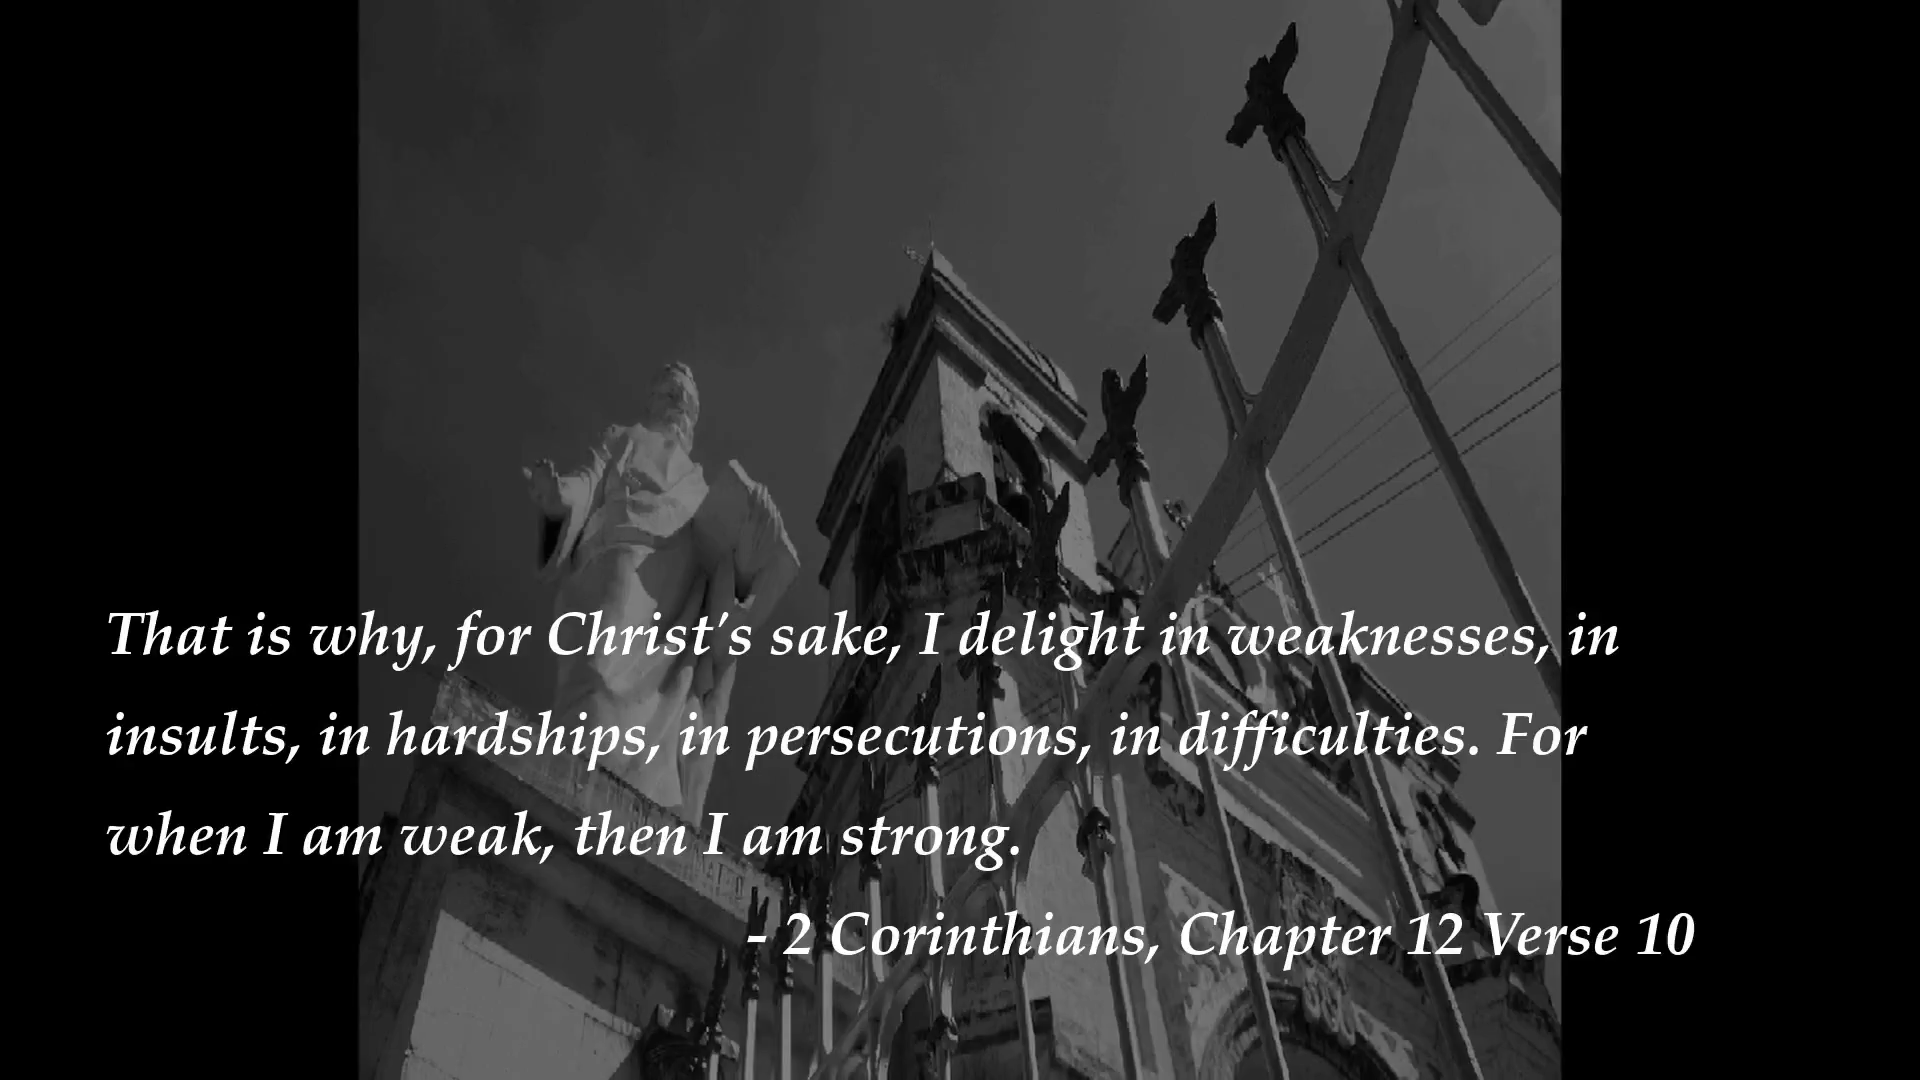 That is why, for Christ's sake, I delight in weaknesses, in
insults, in hardships, in persecutions, in difficulties. For
when I am weak, then I am strong.
- 2 Corinthians, Chapter 12 Verse 10